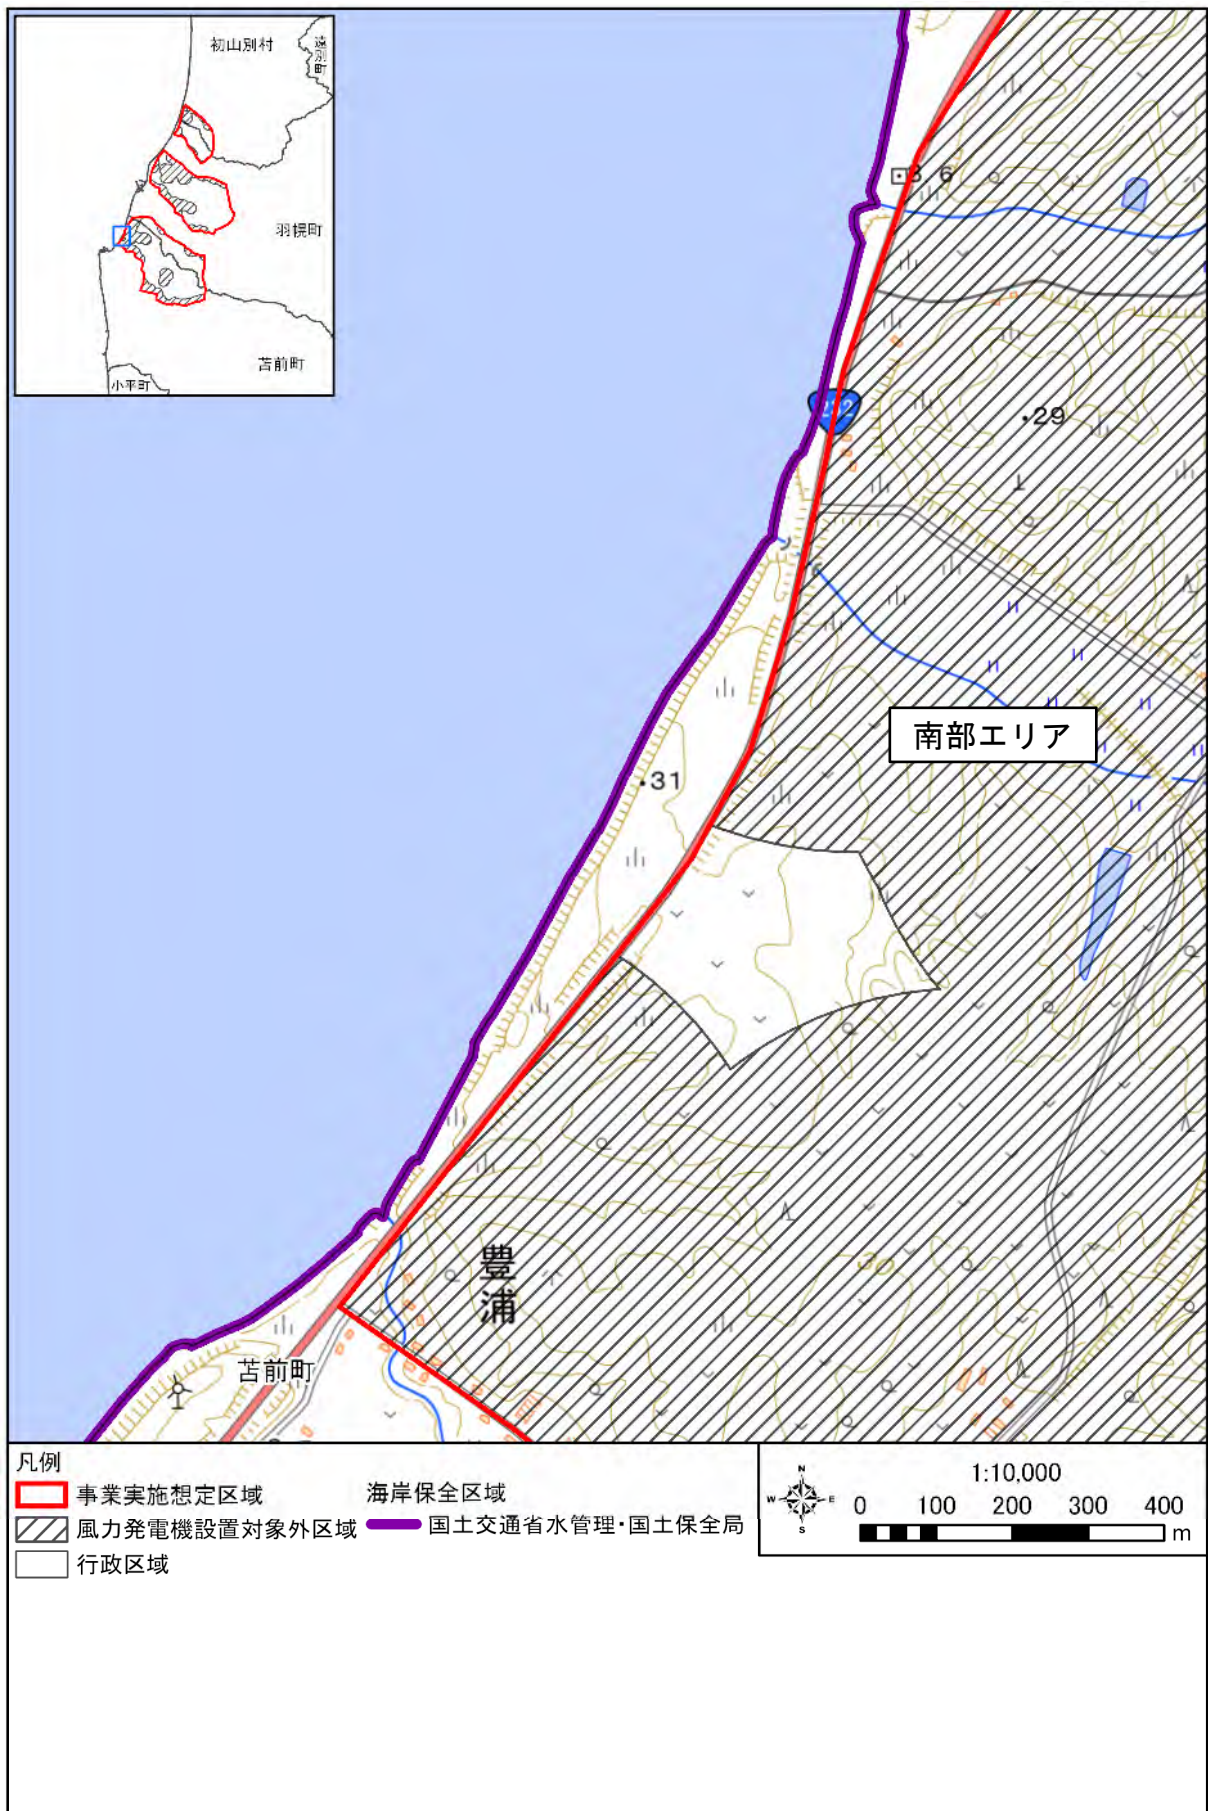 初山別村
遠別町
羽幌町
苫前町
小平町
3.6
232
29
南部エリア
31
豊浦
30
苫前町
凡例
事業実施想定区域
風力発電機設置対象外区域
行政区域
海岸保全区域
国土交通省水管理・国土保全局
N
W E
S
1:10,000
0 100 200 300 400
m